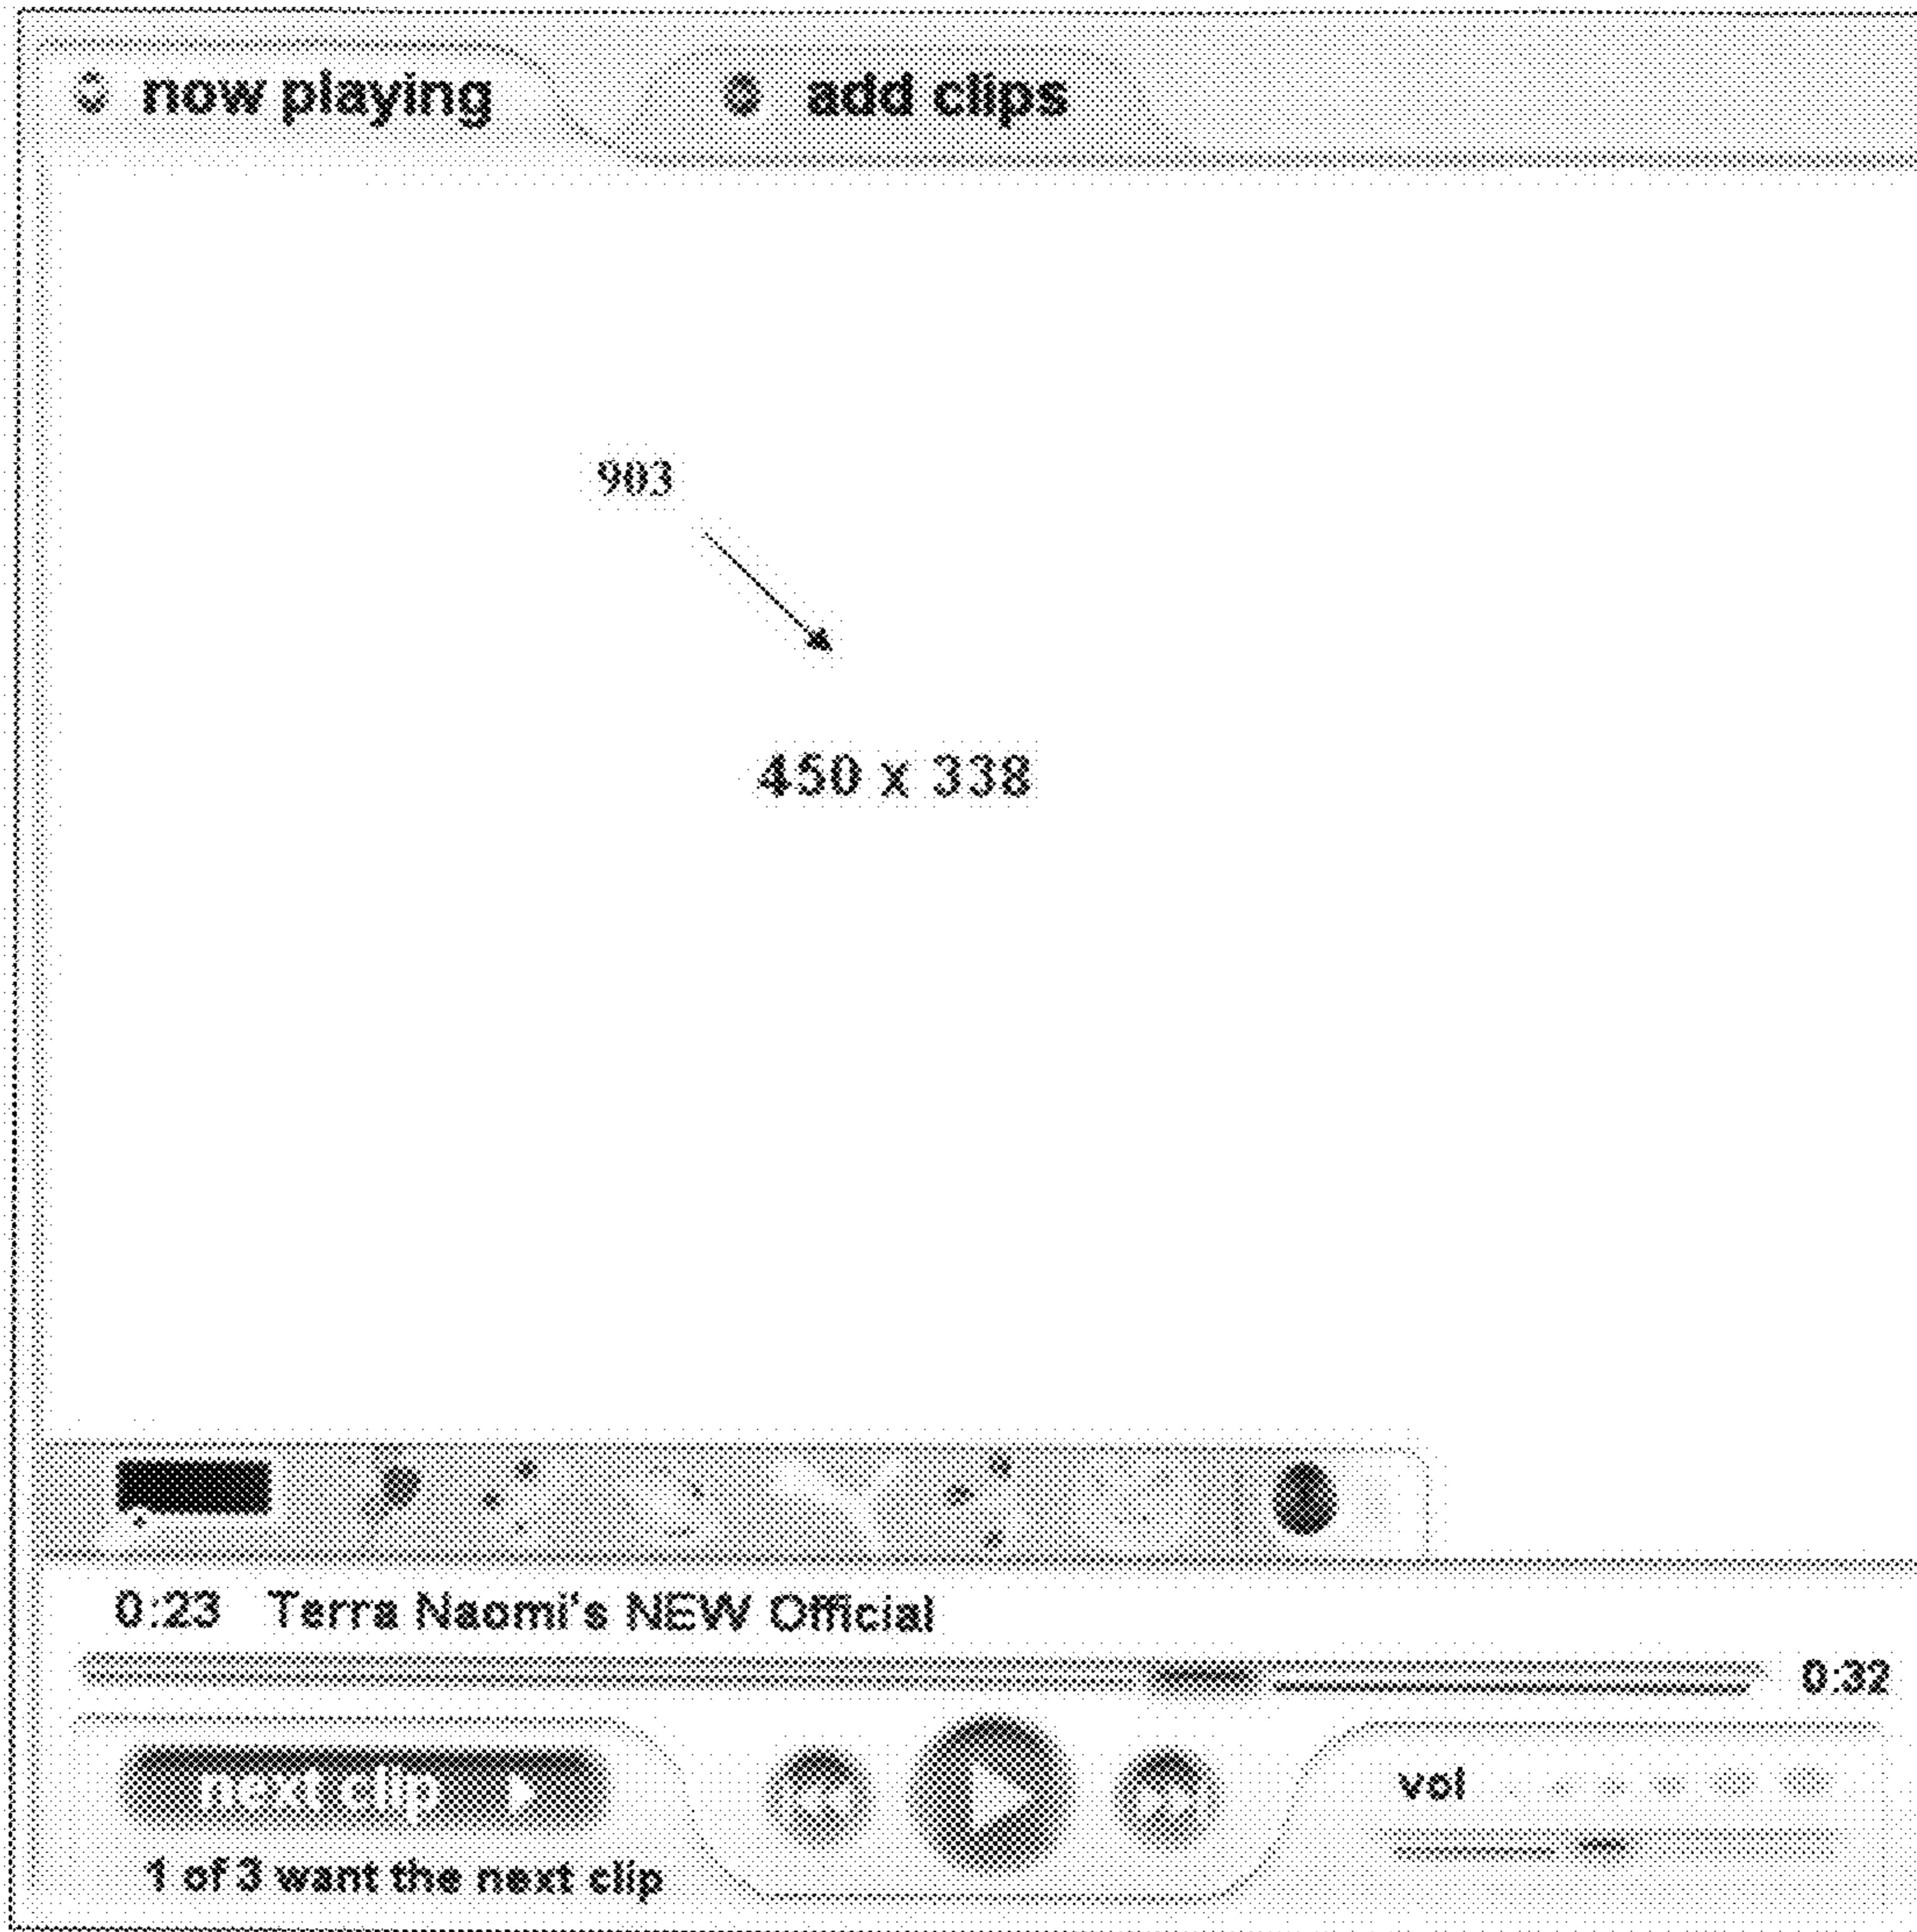 now playing
add clips
903
450 x 338
0:23 Terra Naomi's NEW Official
0:32
next clip
vol
1 of 3 want the next clip